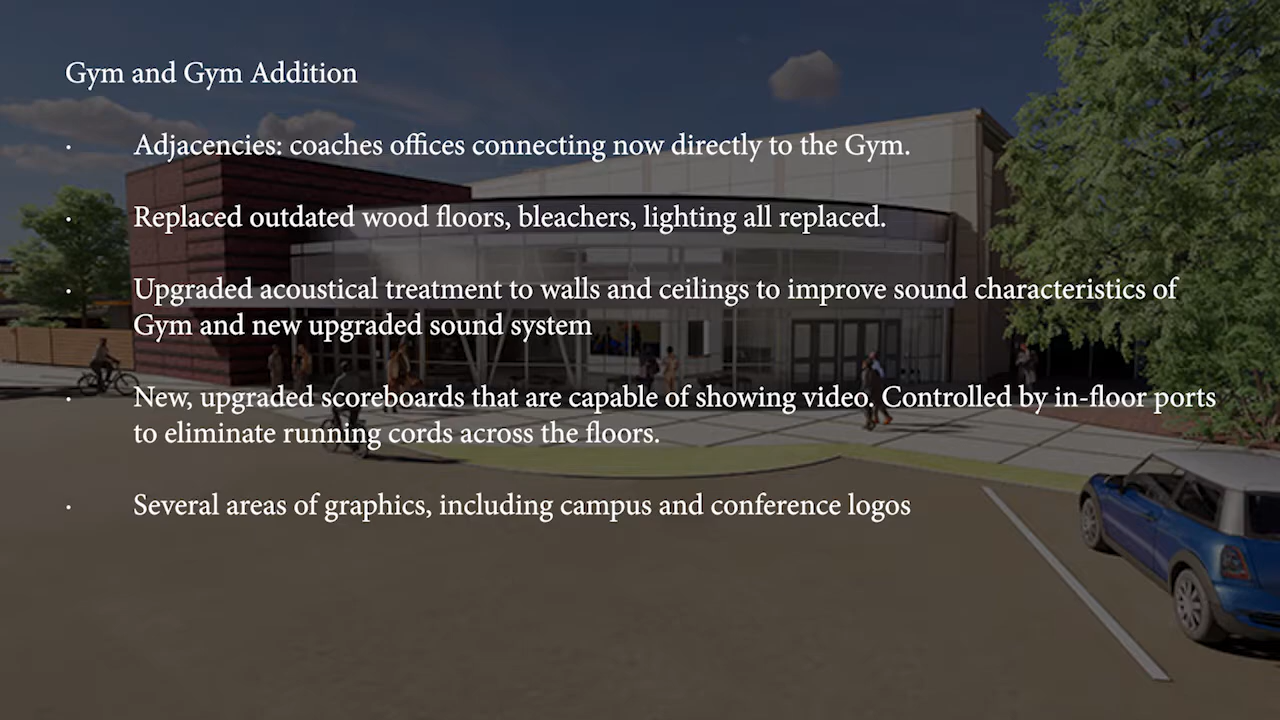 Gym and Gym Addition
· Adjacencies: coaches offices connecting now directly to the Gym.
· Replaced outdated wood floors, bleachers, lighting all replaced.
· Upgraded acoustical treatment to walls and ceilings to improve sound characteristics of
Gym and new upgraded sound system
· New, upgraded scoreboards that are capable of showing video. Controlled by in-floor ports
to eliminate running cords across the floors.
· Several areas of graphics, including campus and conference logos